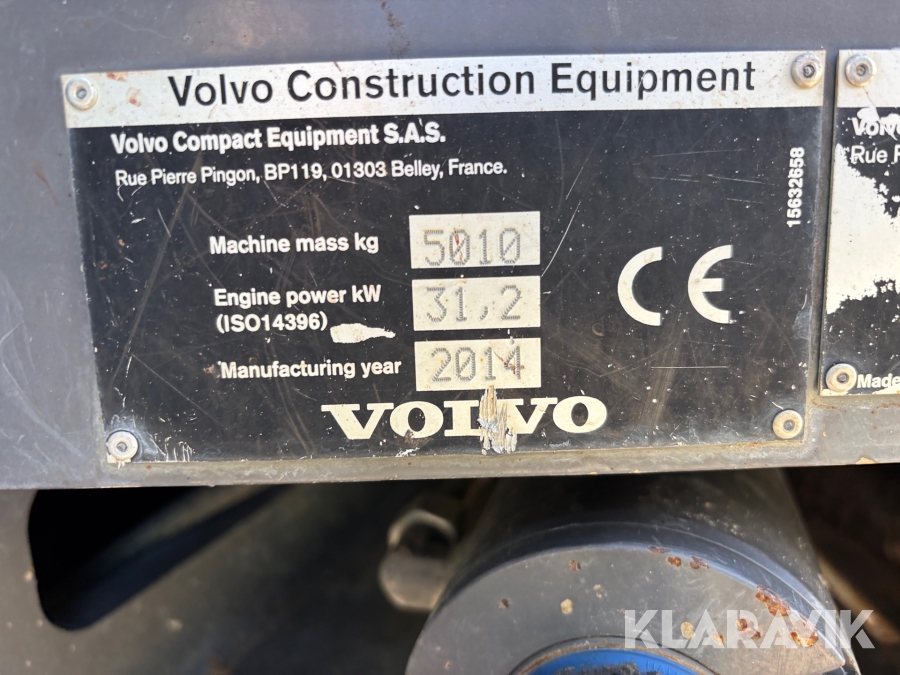 Volvo Construction Equipment
Volvo Compact Equipment S.A.S.
Rue Pierre Pingon, BP119, 01303 Belley, France.
15632658
Machine mass kg 5010
Engine power kW 31,2
(ISO14396)
Manufacturing year 2014
CE
VOLVO
Volvo
Rue
Made
KLARAVIK